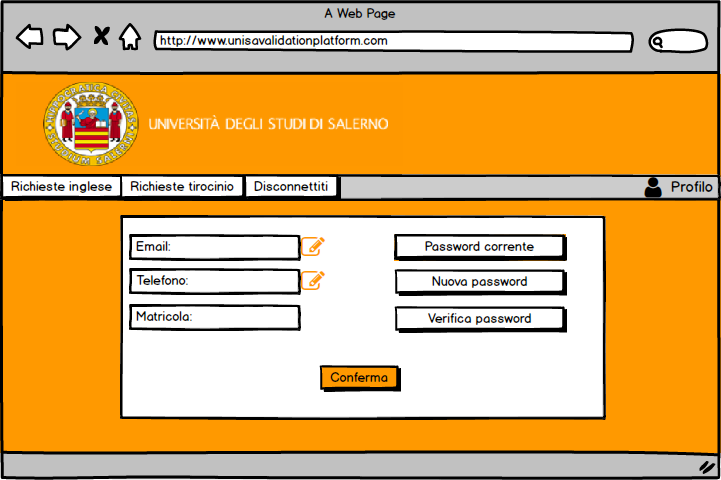 A Web Page
http://www.unisavalidationplatform.com
UNIVERSITÀ DEGLI STUDI DI SALERNO
Richieste inglese
Richieste tirocinio
Disconnettiti
Profilo
Email:
Password corrente
Telefono:
Nuova password
Matricola:
Verifica password
Conferma